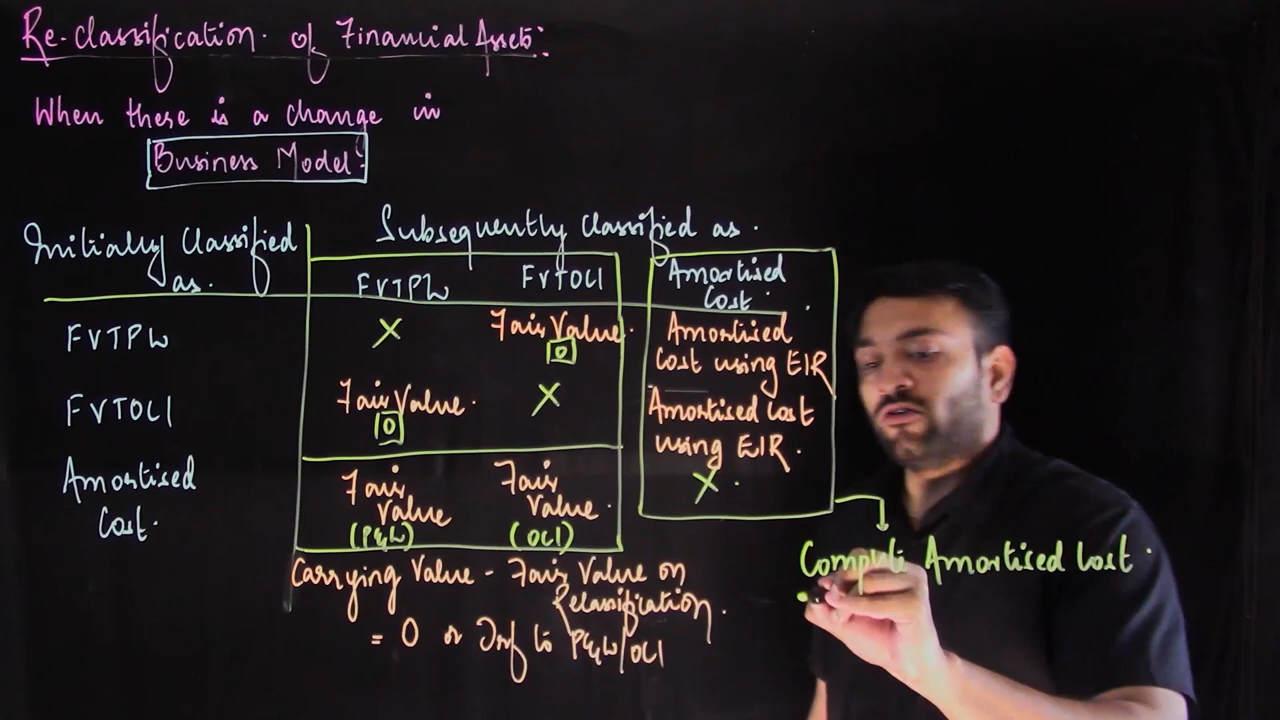 Re-classification of Financial Assets:
When there is a change in
Business Model:
Initially Classified as.
Subsequently Classified as.
FVTPL
FVTOCI
Amortised Cost.
FVTPL
X
Fair Value.
0
Amortised Cost using EIR
FVTOCI
Fair Value.
0
X
Amortised Cost using EIR.
Amortised Cost.
Fair Value
(P&L)
Fair Value.
(OCI)
X.
Compute Amortised Cost.
Carrying Value - Fair Value on
Reclassification.
= 0 or Trf to P&L/OCI